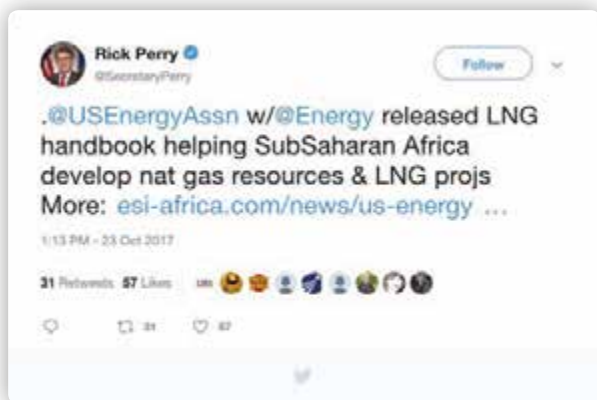 Rick Perry
@SecretaryPerry
Follow
.@USEnergyAssn w/@Energy released LNG
handbook helping SubSaharan Africa
develop nat gas resources & LNG projs
More: esi-africa.com/news/us-energy ...
1:13 PM - 23 Oct 2017
31 Retweets 57 Likes
31 57